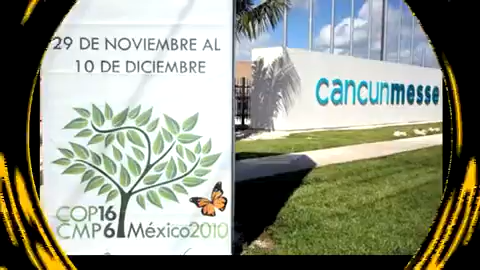 29 DE NOVIEMBRE AL
10 DE DICIEMBRE
COP16
CMP6 México2010
cancunmesse